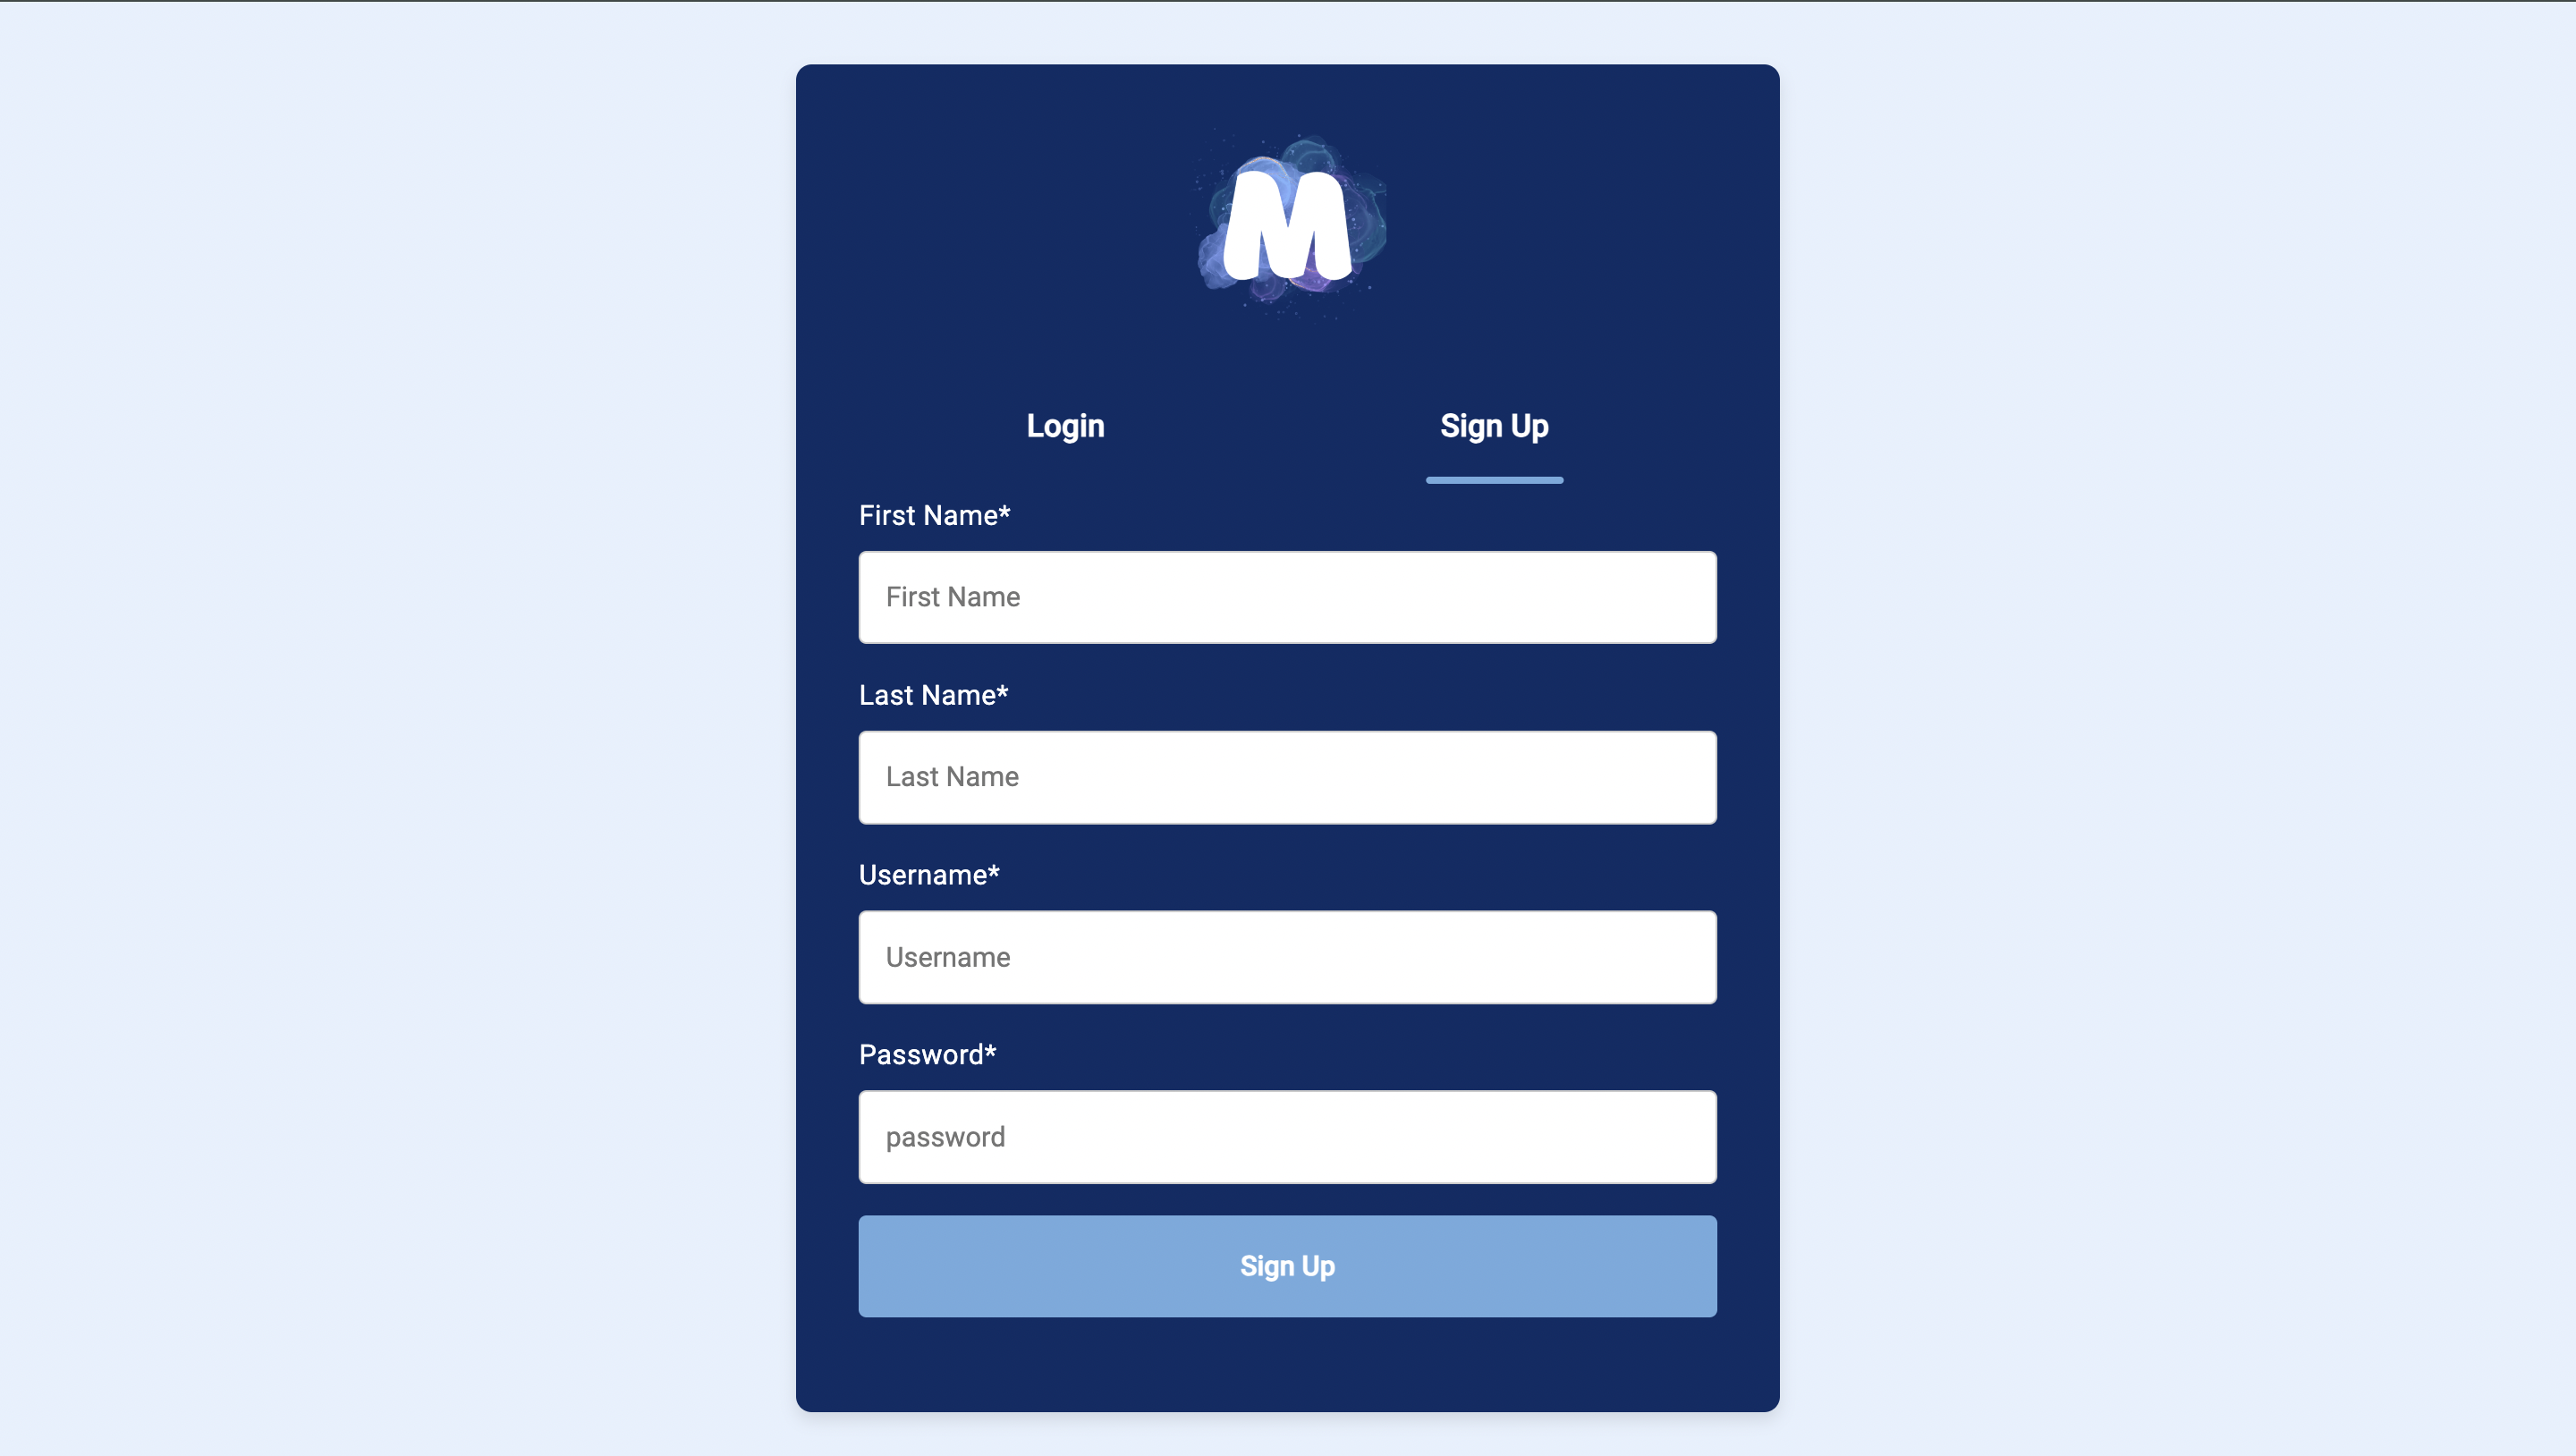 M
Login
Sign Up
First Name*
First Name
Last Name*
Last Name
Username*
Username
Password*
password
Sign Up